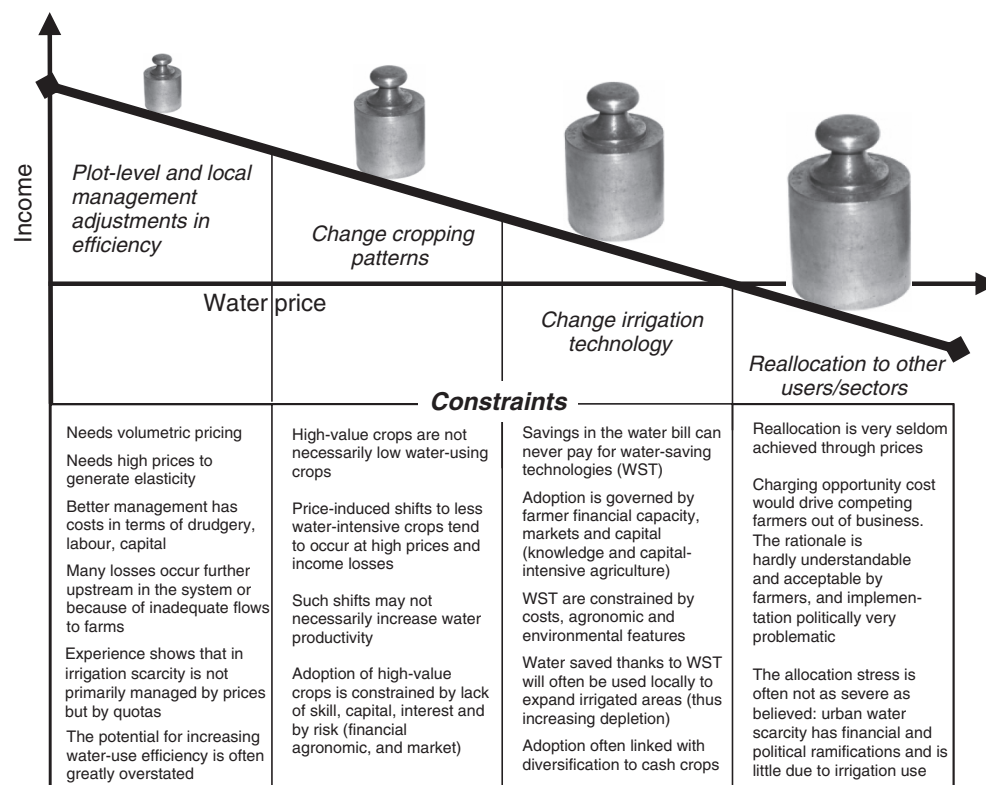 Income
Plot-level and local
management
adjustments in
efficiency
Change cropping
patterns
Water price
Change irrigation
technology
Reallocation to other
users/sectors
Constraints
Needs volumetric pricing
Needs high prices to
generate elasticity
Better management has
costs in terms of drudgery,
labour, capital
Many losses occur further
upstream in the system or
because of inadequate flows
to farms
Experience shows that in
irrigation scarcity is not
primarily managed by prices
but by quotas
The potential for increasing
water-use efficiency is often
greatly overstated
High-value crops are not
necessarily low water-using
crops
Price-induced shifts to less
water-intensive crops tend
to occur at high prices and
income losses
Such shifts may not
necessarily increase water
productivity
Adoption of high-value
crops is constrained by lack
of skill, capital, interest and
by risk (financial
agronomic, and market)
Savings in the water bill can
never pay for water-saving
technologies (WST)
Adoption is governed by
farmer financial capacity,
markets and capital
(knowledge and capital-
intensive agriculture)
WST are constrained by
costs, agronomic and
environmental features
Water saved thanks to WST
will often be used locally to
expand irrigated areas (thus
increasing depletion)
Adoption often linked with
diversification to cash crops
Reallocation is very seldom
achieved through prices
Charging opportunity cost
would drive competing
farmers out of business.
The rationale is
hardly understandable
and acceptable by
farmers, and implemen-
tation politically very
problematic
The allocation stress is
often not as severe as
believed: urban water
scarcity has financial and
political ramifications and is
little due to irrigation use